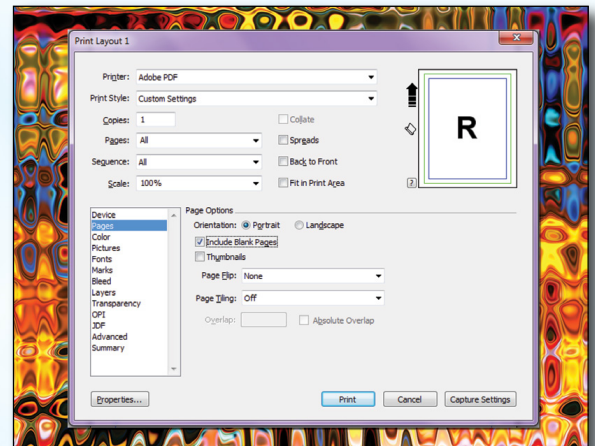 Print Layout 1
Printer: Adobe PDF
Print Style: Custom Settings
Copies: 1 Collate
Pages: All Spreads
Sequence: All Back to Front
Scale: 100% Fit in Print Area
R
?
Device
Pages
Color
Pictures
Fonts
Marks
Bleed
Layers
Transparency
OPI
JDF
Advanced
Summary
Page Options
Orientation: Portrait Landscape
Include Blank Pages
Thumbnails
Page Flip: None
Page Tiling: Off
Overlap: Absolute Overlap
Properties... Print Cancel Capture Settings